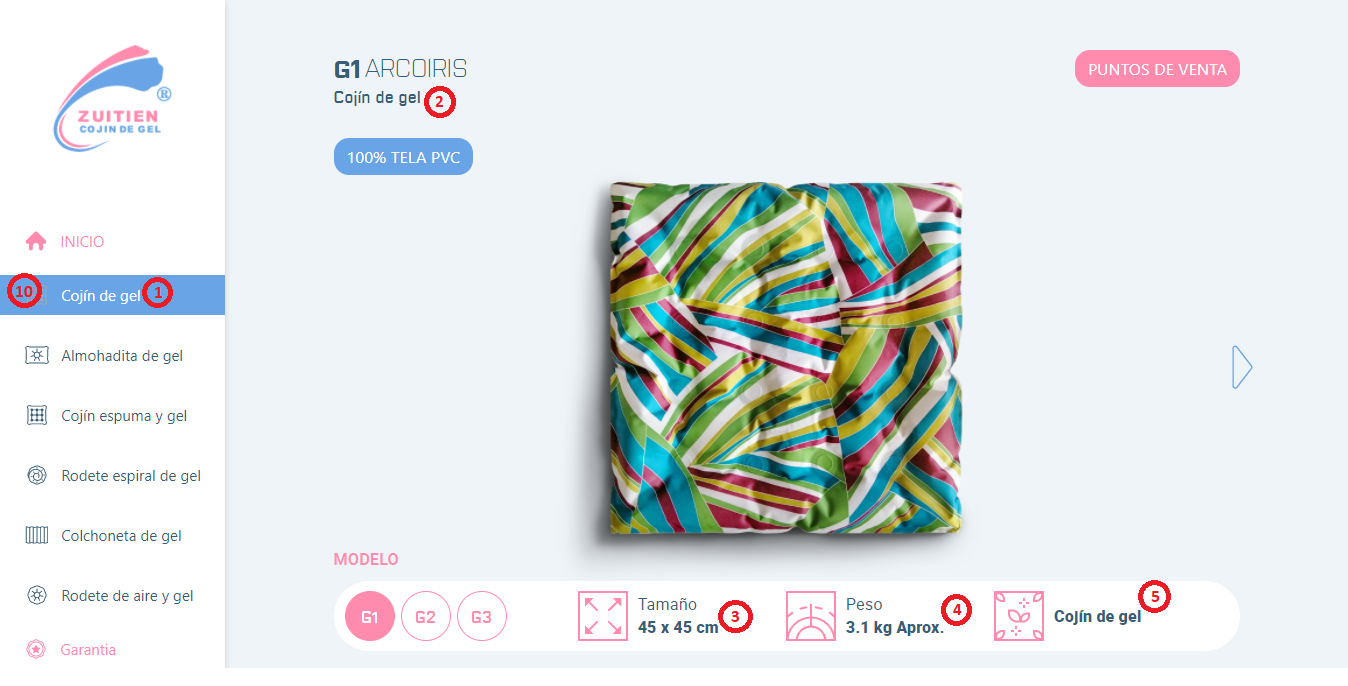 ZUITIEN
COJIN DE GEL
®
INICIO
10
Cojín de gel
1
Almohadita de gel
Cojín espuma y gel
Rodete espiral de gel
Colchoneta de gel
Rodete de aire y gel
Garantia
G1 ARCOIRIS
Cojín de gel
2
100% TELA PVC
PUNTOS DE VENTA
MODELO
G1
G2
G3
Tamaño
45 x 45 cm
3
Peso
3.1 kg Aprox.
4
Cojín de gel
5